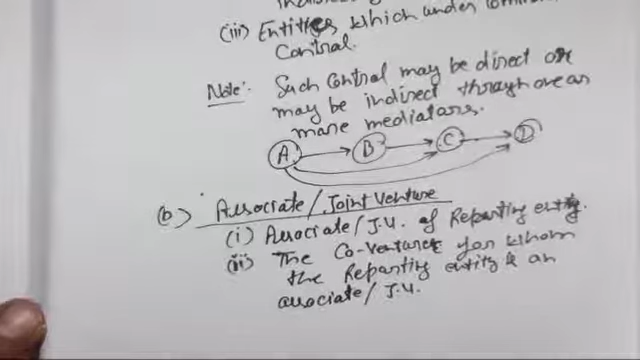 (iii) Entities which under common
Control.
Note: Such Control may be direct or
may be indirect through one or
more mediators.
A B C D
(b) Associate/Joint Venture
(i) Associate/J.V. of Reporting entity.
(ii) The Co-Venturer for whom
the Reporting entity is an
associate/J.V.